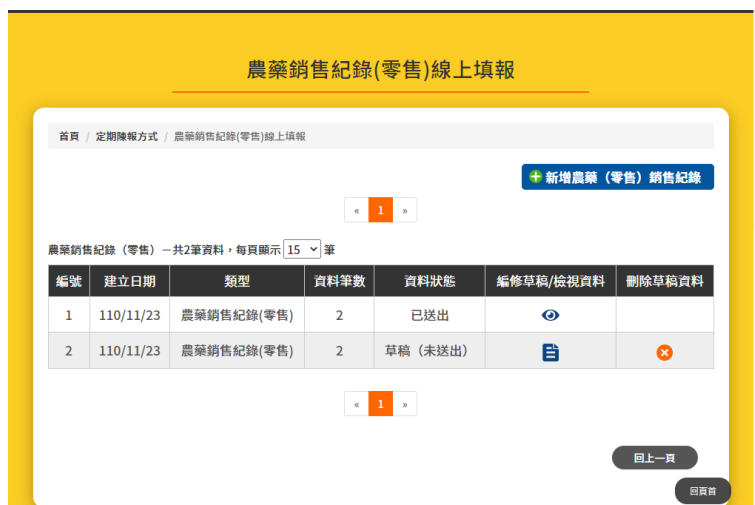 農藥銷售紀錄(零售)線上填報
首頁 / 定期陳報方式 / 農藥銷售紀錄(零售)線上填報
新增農藥（零售）銷售紀錄
« 1 »
農藥銷售紀錄（零售）－共2筆資料，每頁顯示 15 筆
編號 建立日期 類型 資料筆數 資料狀態 編修草稿/檢視資料 刪除草稿資料
1 110/11/23 農藥銷售紀錄(零售) 2 已送出
2 110/11/23 農藥銷售紀錄(零售) 2 草稿（未送出）
« 1 »
回上一頁
回頁首